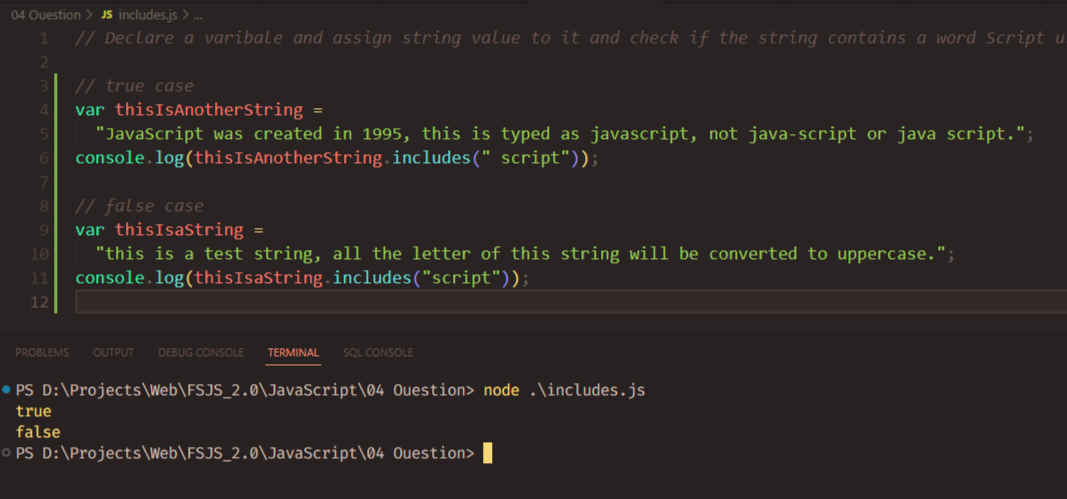 04 Ouestion > JS includes.js > ...
1 // Declare a varibale and assign string value to it and check if the string contains a word Script u
2
3 // true case
4 var thisIsAnotherString =
5 "JavaScript was created in 1995, this is typed as javascript, not java-script or java script.";
6 console.log(thisIsAnotherString.includes(" script"));
7
8 // false case
9 var thisIsaString =
10 "this is a test string, all the letter of this string will be converted to uppercase.";
11 console.log(thisIsaString.includes("script"));
12
PROBLEMS OUTPUT DEBUG CONSOLE TERMINAL SQL CONSOLE
PS D:\Projects\Web\FSJS_2.0\JavaScript\04 Ouestion> node .\includes.js
true
false
PS D:\Projects\Web\FSJS_2.0\JavaScript\04 Ouestion>